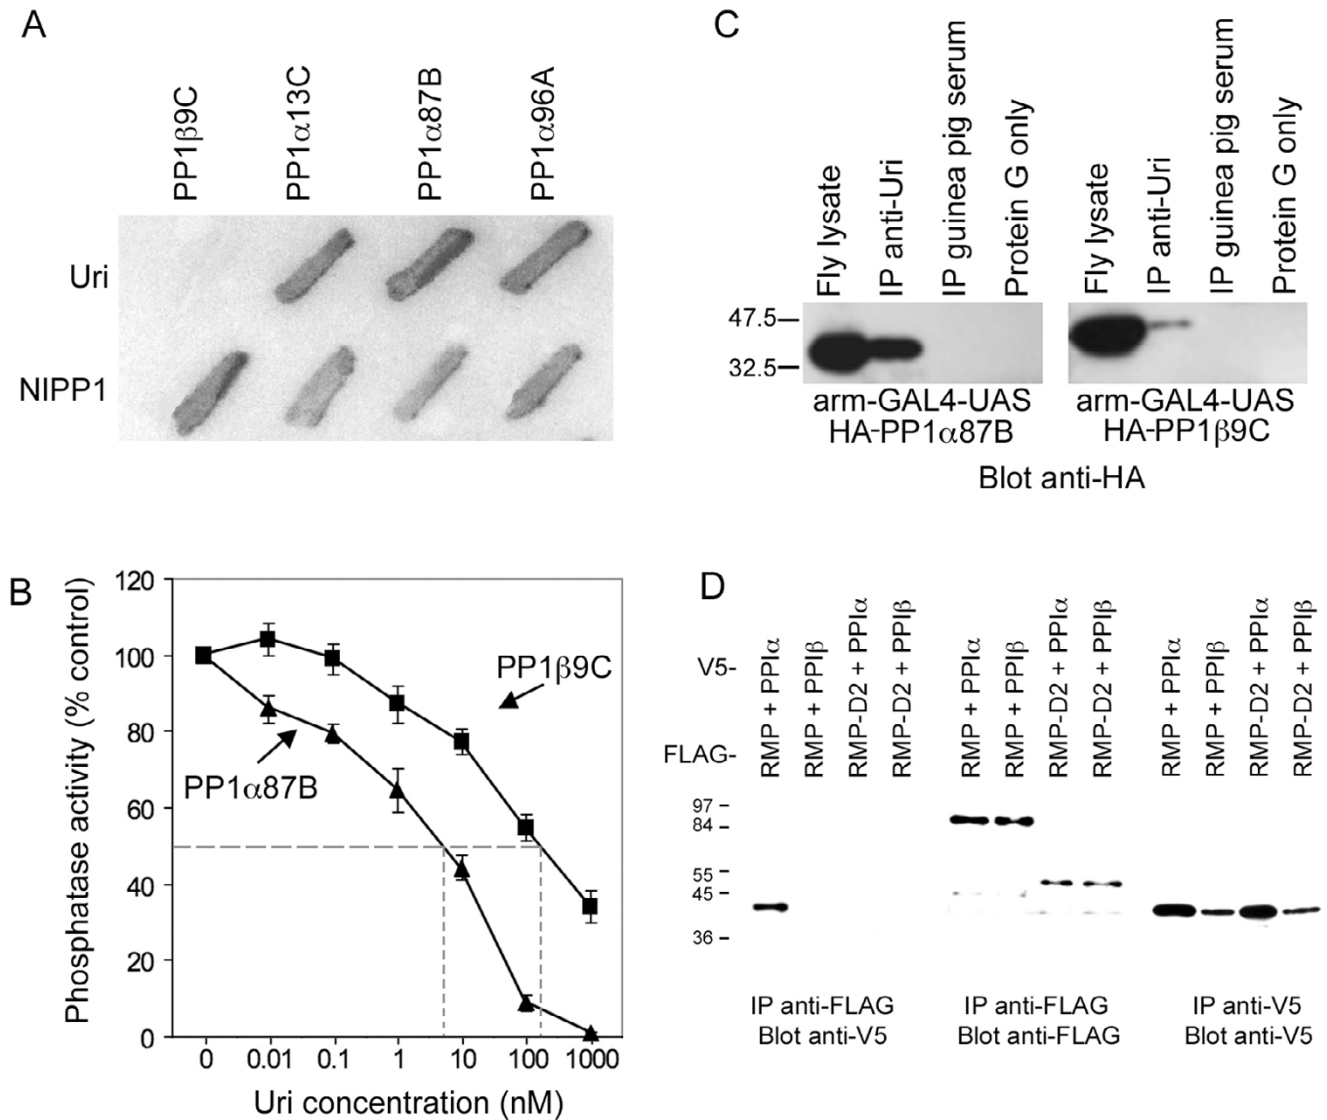 A
PP1β9C
PP1α13C
PP1α87B
PP1α96A
Uri
NIPP1
B
Phosphatase activity (% control)
120
100
80
60
40
20
0
PP1β9C
PP1α87B
0 0.01 0.1 1 10 100 1000
Uri concentration (nM)
C
Fly lysate
IP anti-Uri
IP guinea pig serum
Protein G only
Fly lysate
IP anti-Uri
IP guinea pig serum
Protein G only
47.5
32.5
arm-GAL4-UAS
HA-PP1α87B
arm-GAL4-UAS
HA-PP1β9C
Blot anti-HA
D
V5-
FLAG-
RMP + PPIα
RMP + PPIβ
RMP-D2 + PPIα
RMP-D2 + PPIβ
RMP + PPIα
RMP + PPIβ
RMP-D2 + PPIα
RMP-D2 + PPIβ
RMP + PPIα
RMP + PPIβ
RMP-D2 + PPIα
RMP-D2 + PPIβ
97
84
55
45
36
IP anti-FLAG
Blot anti-V5
IP anti-FLAG
Blot anti-FLAG
IP anti-V5
Blot anti-V5